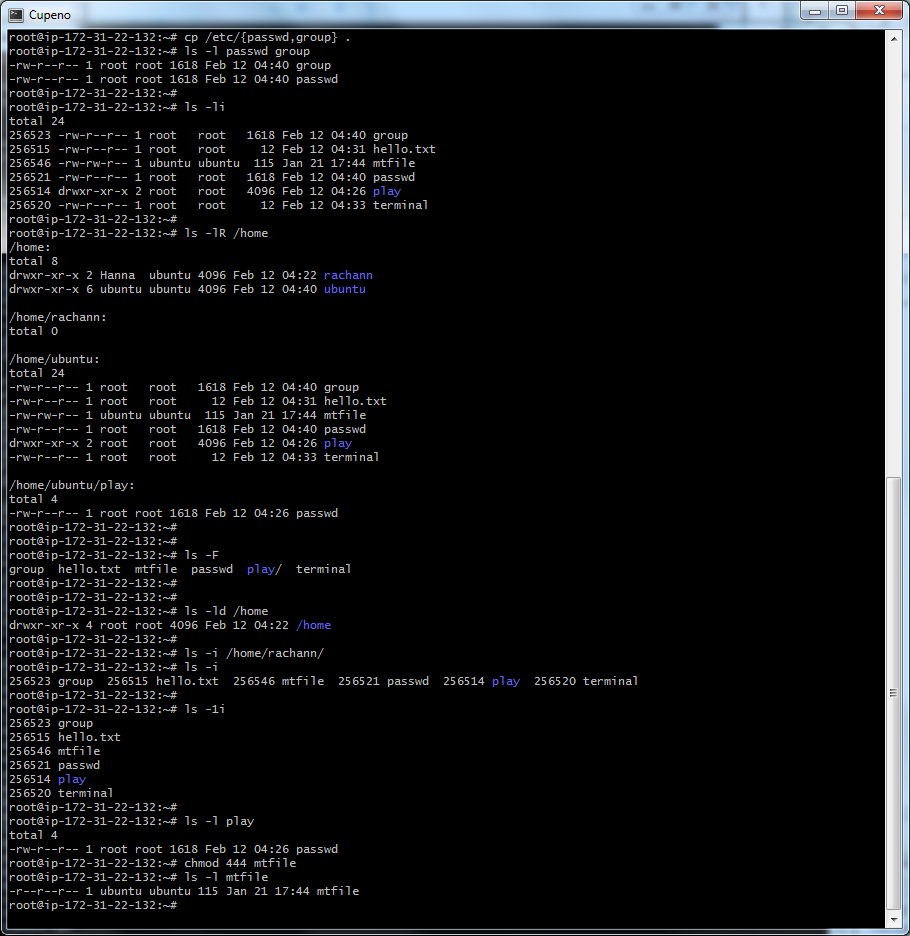 Cupeno
root@ip-172-31-22-132:~# cp /etc/{passwd,group} .
root@ip-172-31-22-132:~# ls -l passwd group
-rw-r--r-- 1 root root 1618 Feb 12 04:40 group
-rw-r--r-- 1 root root 1618 Feb 12 04:40 passwd
root@ip-172-31-22-132:~#
root@ip-172-31-22-132:~# ls -li
total 24
256523 -rw-r--r-- 1 root   root   1618 Feb 12 04:40 group
256515 -rw-r--r-- 1 root   root     12 Feb 12 04:31 hello.txt
256546 -rw-rw-r-- 1 ubuntu ubuntu  115 Jan 21 17:44 mtfile
256521 -rw-r--r-- 1 root   root   1618 Feb 12 04:40 passwd
256514 drwxr-xr-x 2 root   root   4096 Feb 12 04:26 play
256520 -rw-r--r-- 1 root   root     12 Feb 12 04:33 terminal
root@ip-172-31-22-132:~#
root@ip-172-31-22-132:~# ls -lR /home
/home:
total 8
drwxr-xr-x 2 Hanna  ubuntu 4096 Feb 12 04:22 rachann
drwxr-xr-x 6 ubuntu ubuntu 4096 Feb 12 04:40 ubuntu

/home/rachann:
total 0

/home/ubuntu:
total 24
-rw-r--r-- 1 root   root   1618 Feb 12 04:40 group
-rw-r--r-- 1 root   root     12 Feb 12 04:31 hello.txt
-rw-rw-r-- 1 ubuntu ubuntu  115 Jan 21 17:44 mtfile
-rw-r--r-- 1 root   root   1618 Feb 12 04:40 passwd
drwxr-xr-x 2 root   root   4096 Feb 12 04:26 play
-rw-r--r-- 1 root   root     12 Feb 12 04:33 terminal

/home/ubuntu/play:
total 4
-rw-r--r-- 1 root root 1618 Feb 12 04:26 passwd
root@ip-172-31-22-132:~#
root@ip-172-31-22-132:~#
root@ip-172-31-22-132:~# ls -F
group  hello.txt  mtfile  passwd  play/  terminal
root@ip-172-31-22-132:~#
root@ip-172-31-22-132:~#
root@ip-172-31-22-132:~# ls -ld /home
drwxr-xr-x 4 root root 4096 Feb 12 04:22 /home
root@ip-172-31-22-132:~#
root@ip-172-31-22-132:~# ls -i /home/rachann/
root@ip-172-31-22-132:~# ls -i
256523 group  256515 hello.txt  256546 mtfile  256521 passwd  256514 play  256520 terminal
root@ip-172-31-22-132:~#
root@ip-172-31-22-132:~# ls -1i
256523 group
256515 hello.txt
256546 mtfile
256521 passwd
256514 play
256520 terminal
root@ip-172-31-22-132:~#
root@ip-172-31-22-132:~# ls -l play
total 4
-rw-r--r-- 1 root root 1618 Feb 12 04:26 passwd
root@ip-172-31-22-132:~# chmod 444 mtfile
root@ip-172-31-22-132:~# ls -l mtfile
-r--r--r-- 1 ubuntu ubuntu 115 Jan 21 17:44 mtfile
root@ip-172-31-22-132:~#